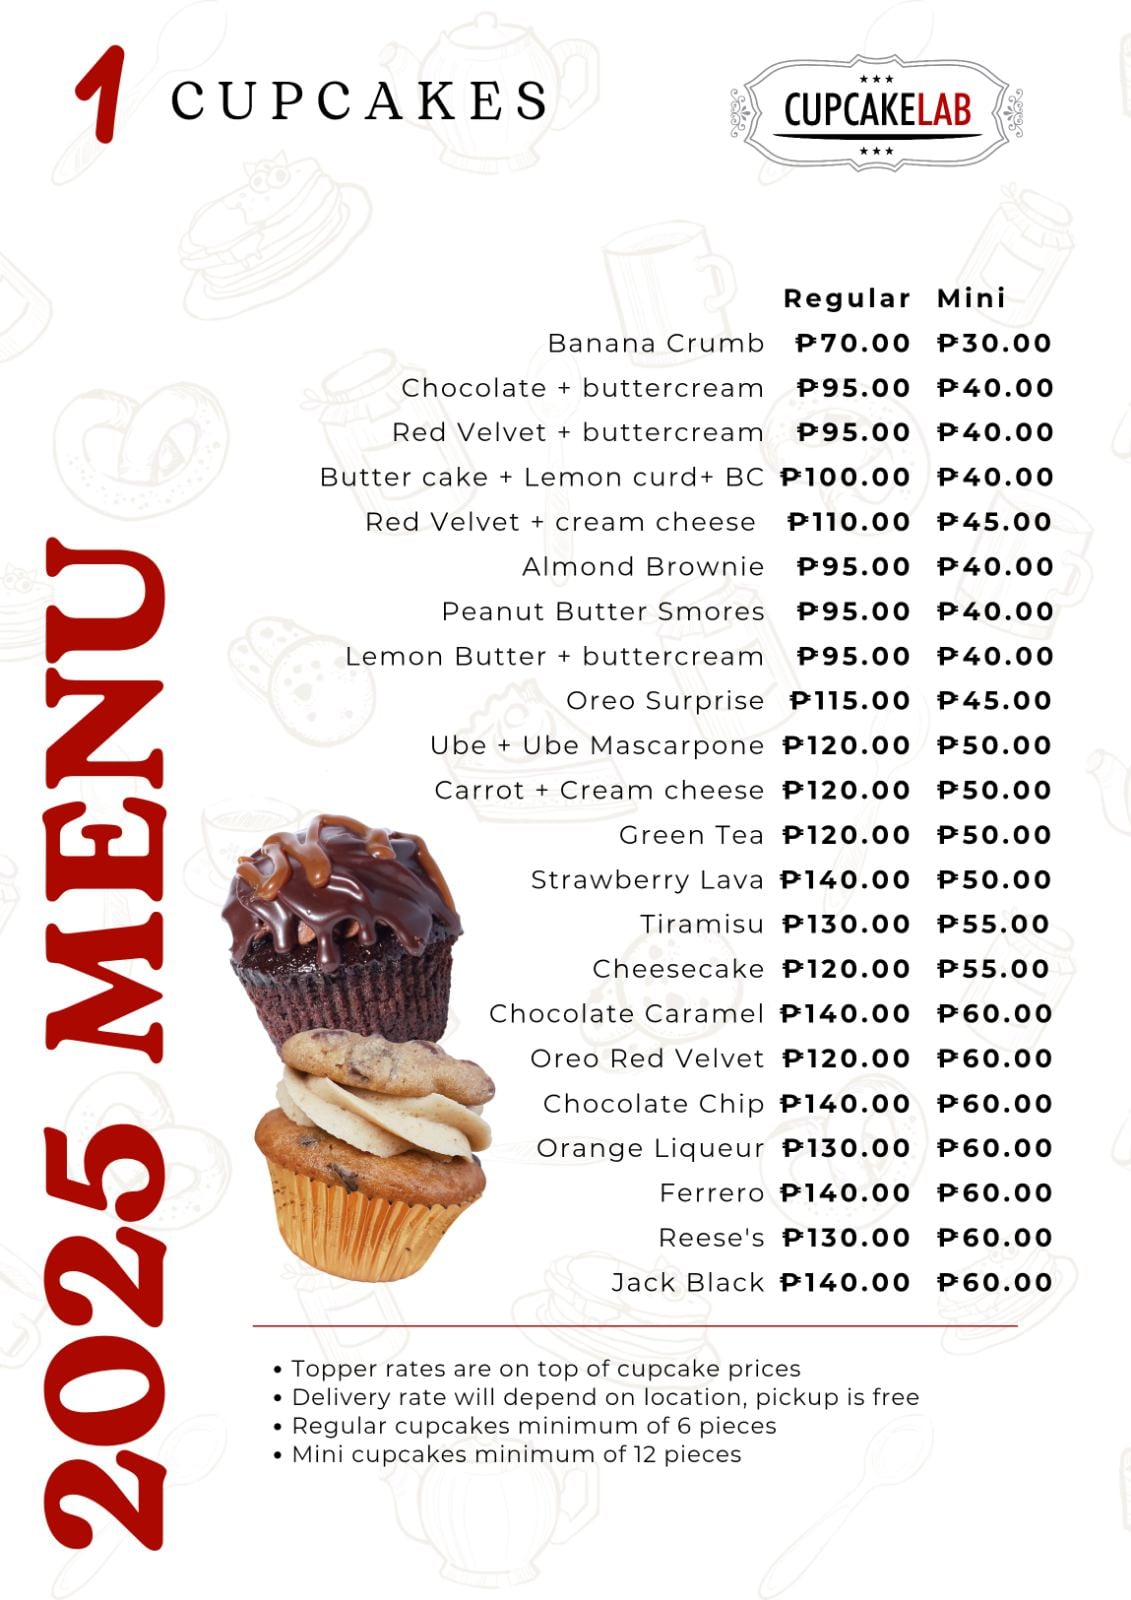 1 CUPCAKES
CUPCAKELAB
2025 MENU
Regular Mini
Banana Crumb ₱70.00 ₱30.00
Chocolate + buttercream ₱95.00 ₱40.00
Red Velvet + buttercream ₱95.00 ₱40.00
Butter cake + Lemon curd+ BC ₱100.00 ₱40.00
Red Velvet + cream cheese ₱110.00 ₱45.00
Almond Brownie ₱95.00 ₱40.00
Peanut Butter Smores ₱95.00 ₱40.00
Lemon Butter + buttercream ₱95.00 ₱40.00
Oreo Surprise ₱115.00 ₱45.00
Ube + Ube Mascarpone ₱120.00 ₱50.00
Carrot + Cream cheese ₱120.00 ₱50.00
Green Tea ₱120.00 ₱50.00
Strawberry Lava ₱140.00 ₱50.00
Tiramisu ₱130.00 ₱55.00
Cheesecake ₱120.00 ₱55.00
Chocolate Caramel ₱140.00 ₱60.00
Oreo Red Velvet ₱120.00 ₱60.00
Chocolate Chip ₱140.00 ₱60.00
Orange Liqueur ₱130.00 ₱60.00
Ferrero ₱140.00 ₱60.00
Reese's ₱130.00 ₱60.00
Jack Black ₱140.00 ₱60.00
• Topper rates are on top of cupcake prices
• Delivery rate will depend on location, pickup is free
• Regular cupcakes minimum of 6 pieces
• Mini cupcakes minimum of 12 pieces